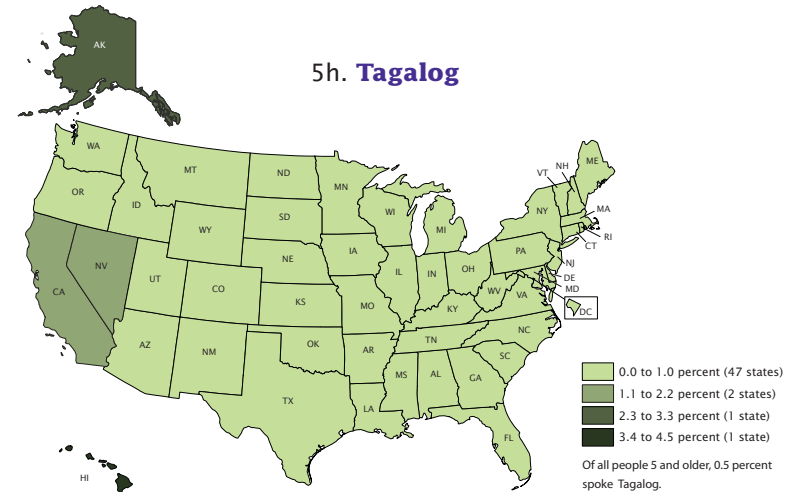 AK
5h. Tagalog
WA
MT
ND
MN
OR
ID
WY
SD
WI
MI
NY
VT
NH
ME
MA
RI
CT
NJ
DE
MD
DC
PA
NV
UT
CA
CO
NE
IA
IL
IN
OH
WV
VA
KS
MO
KY
NC
TN
SC
AZ
NM
OK
AR
MS
AL
GA
TX
LA
FL
HI
0.0 to 1.0 percent (47 states)
1.1 to 2.2 percent (2 states)
2.3 to 3.3 percent (1 state)
3.4 to 4.5 percent (1 state)
Of all people 5 and older, 0.5 percent
spoke Tagalog.